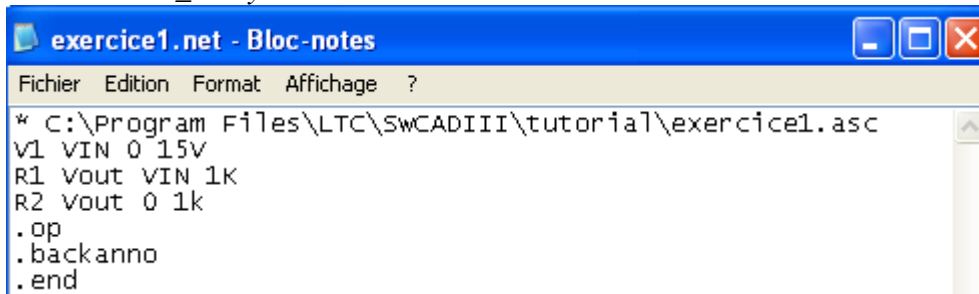 exercice1.net - Bloc-notes
Fichier Edition Format Affichage ?
* C:\Program Files\LTC\SwCADIII\tutorial\exercice1.asc
V1 VIN 0 15V
R1 Vout VIN 1K
R2 Vout 0 1k
.op
.backanno
.end